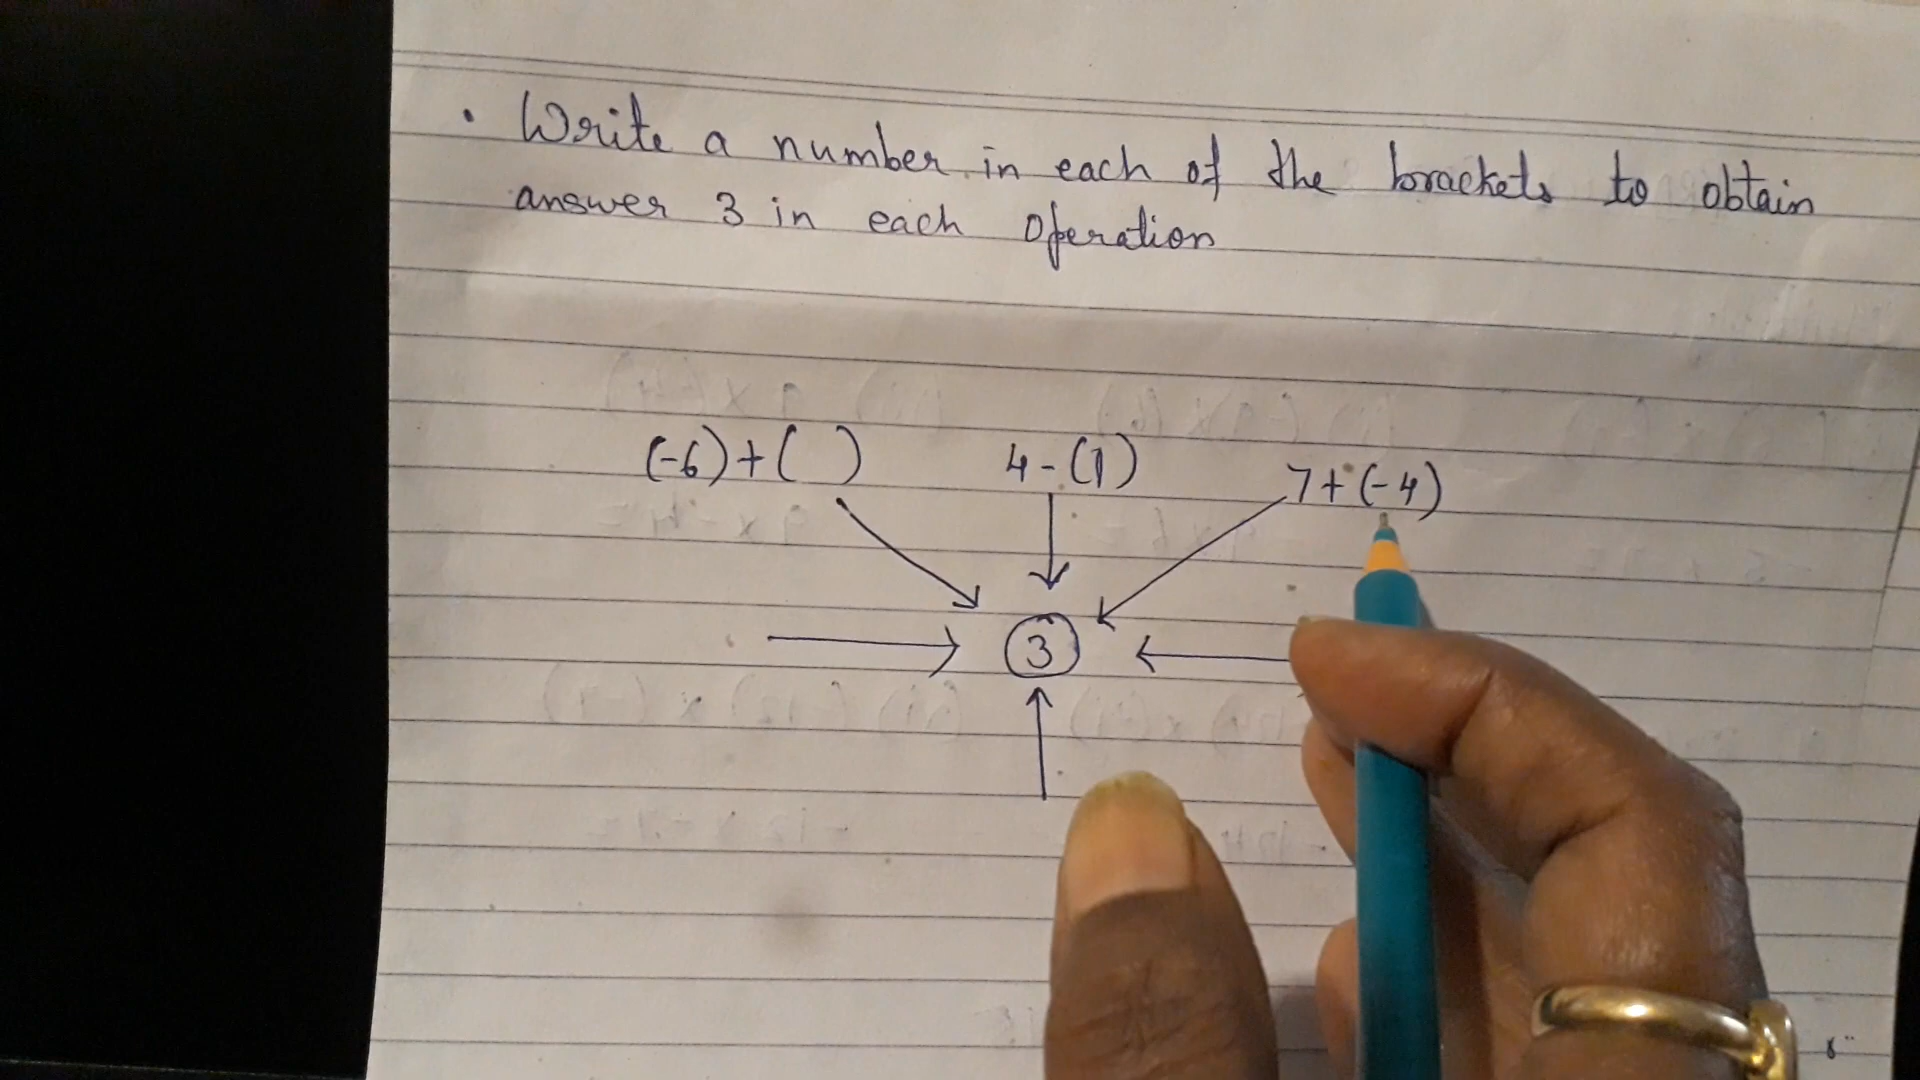 • Write a number in each of the brackets to obtain
answer 3 in each operation
(-6)+( ) 4-(1) 7+(-4)
3